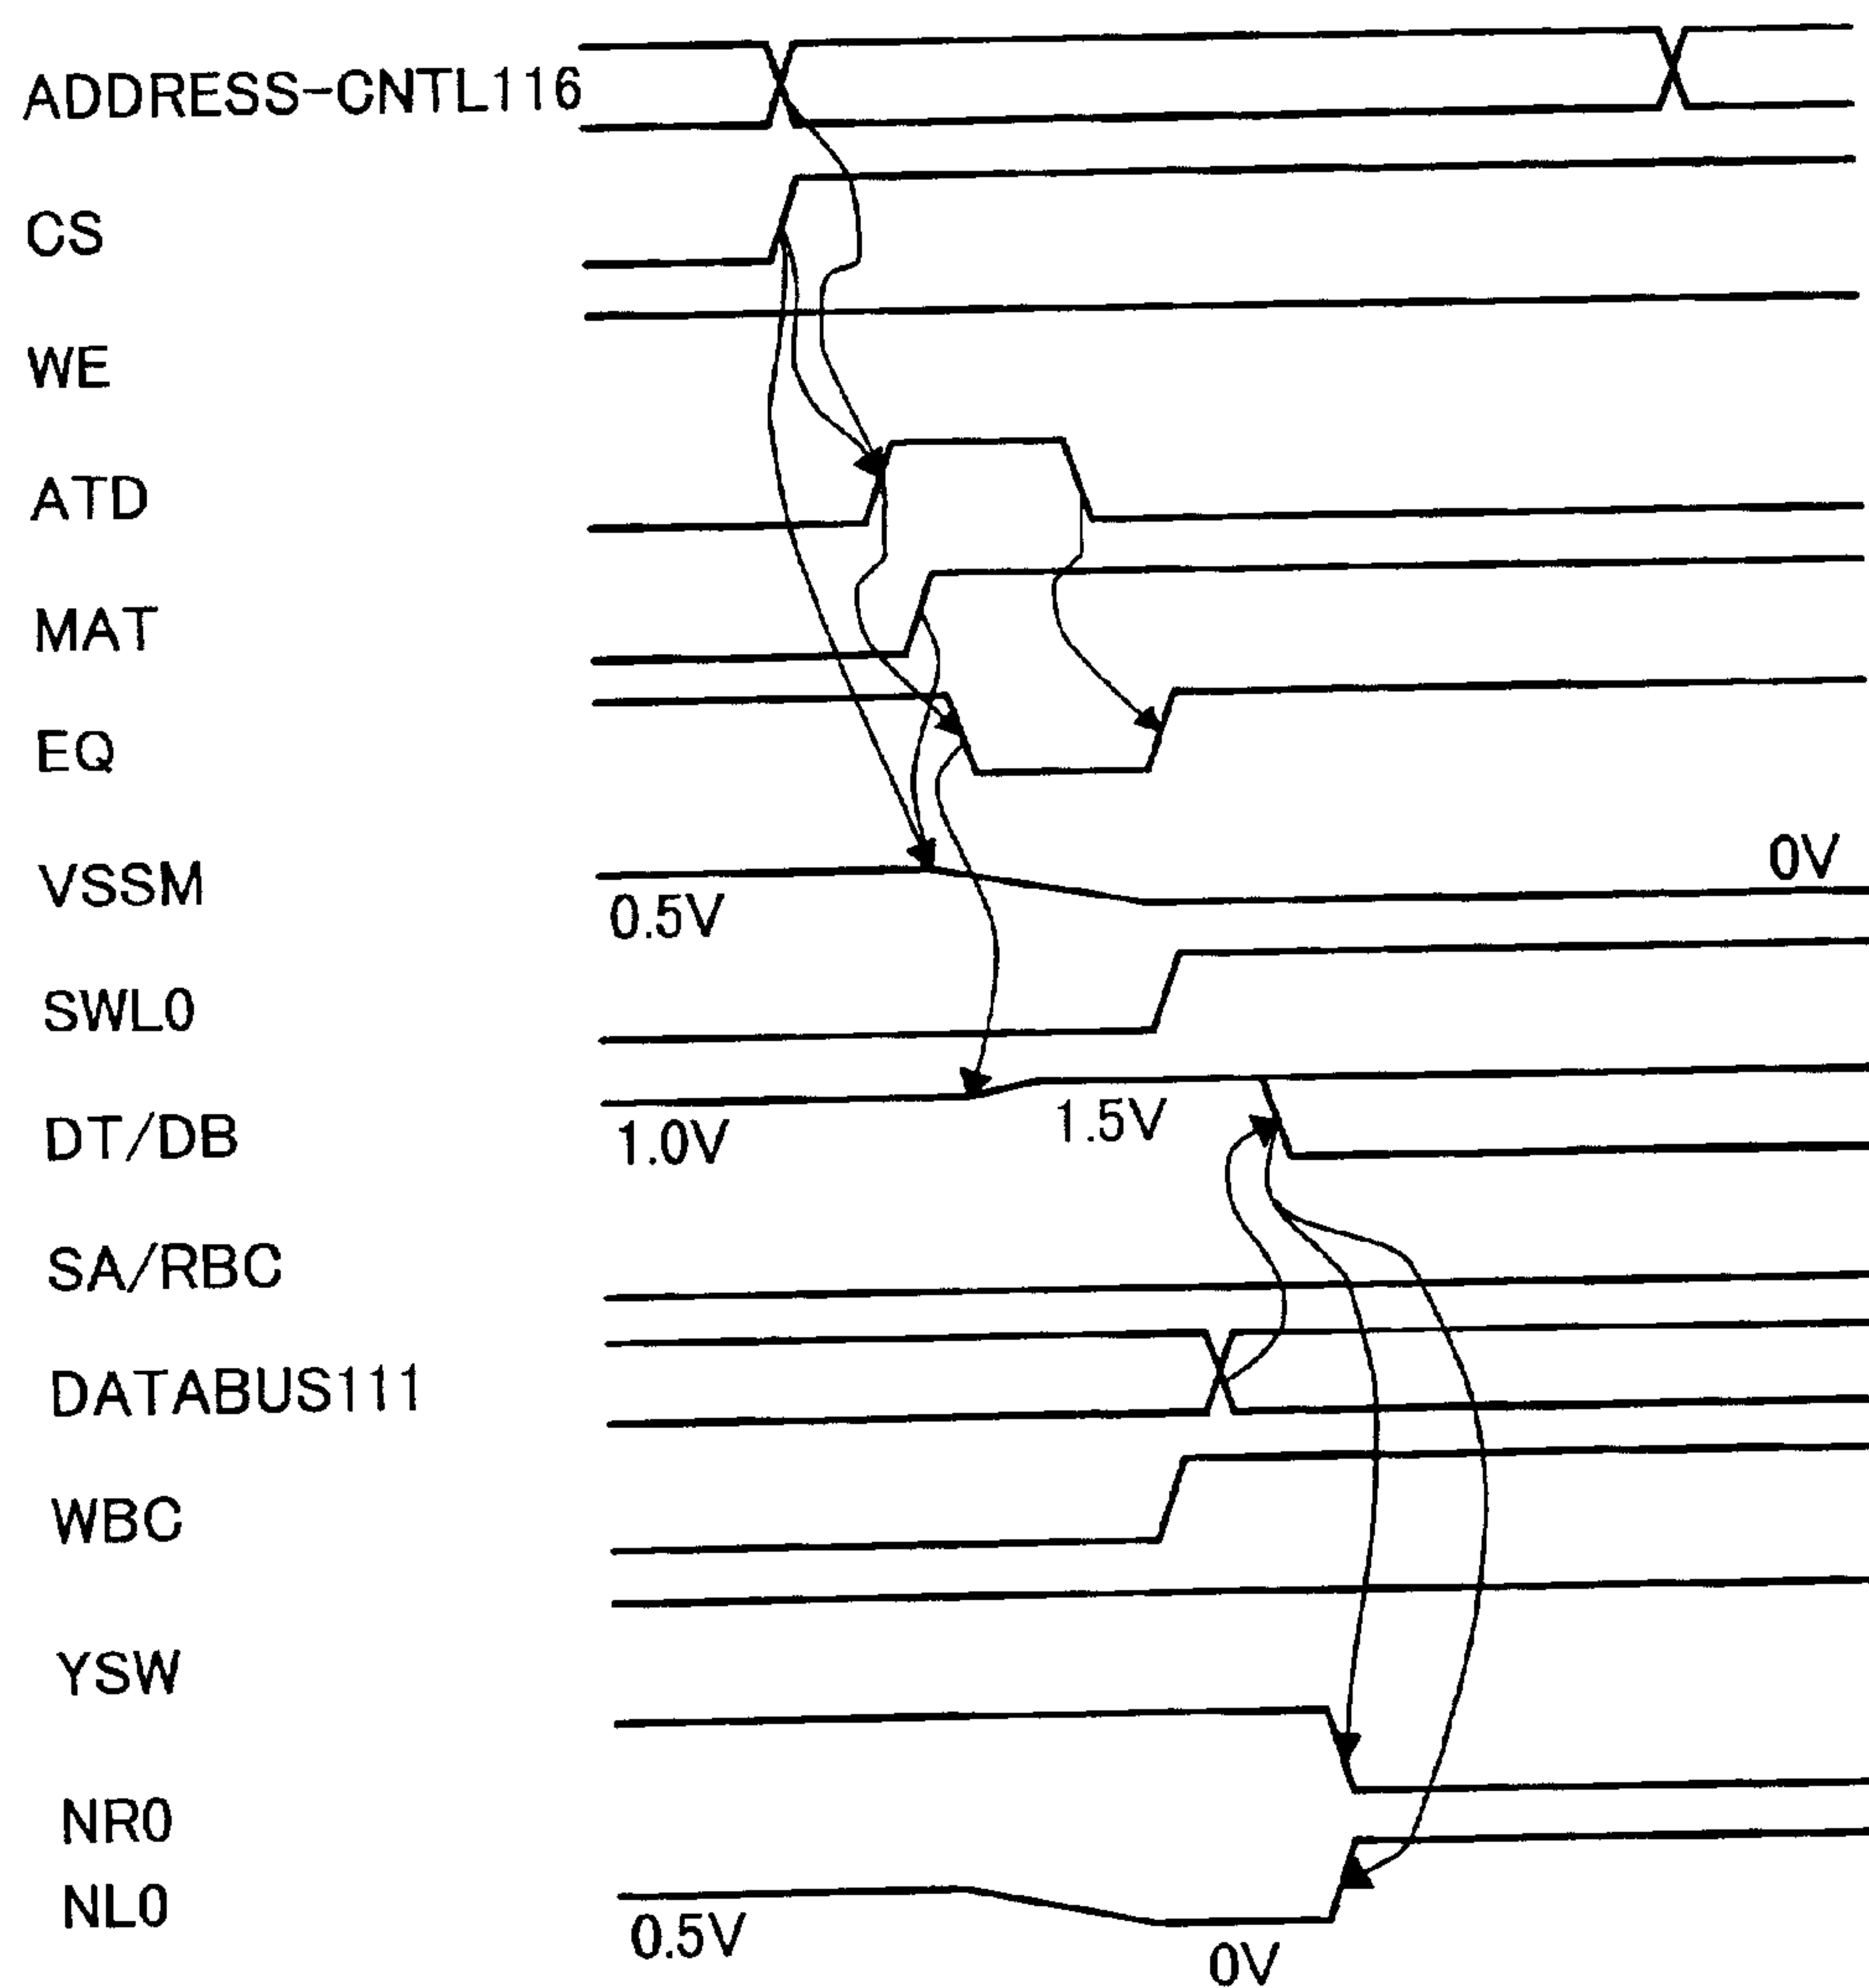 ADDRESS-CNTL116
CS
WE
ATD
MAT
EQ
VSSM
0.5V
0V
SWL0
DT/DB
1.0V
1.5V
SA/RBC
DATABUS111
WBC
YSW
NR0
NL0
0.5V
0V